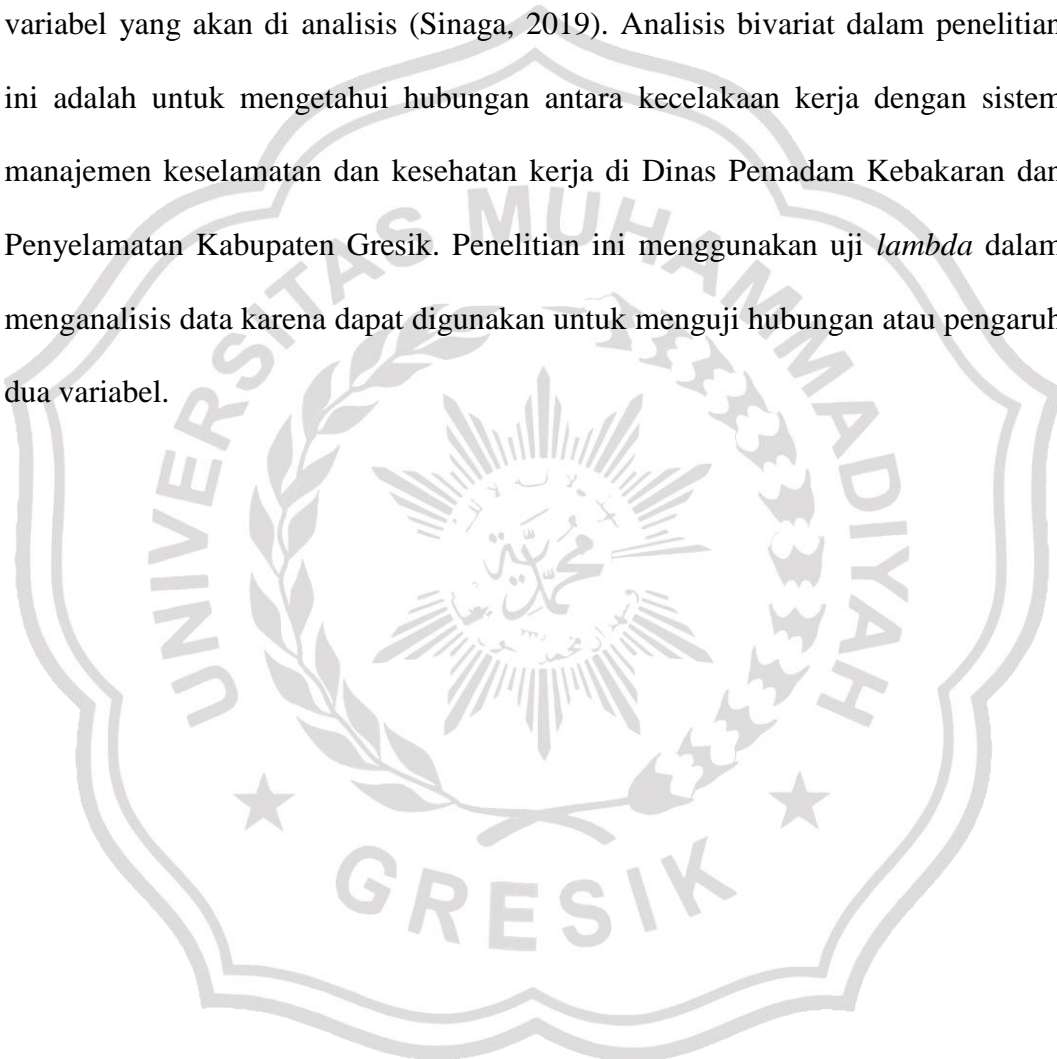 variabel yang akan di analisis (Sinaga, 2019). Analisis bivariat dalam penelitian
ini adalah untuk mengetahui hubungan antara kecelakaan kerja dengan sistem
manajemen keselamatan dan kesehatan kerja di Dinas Pemadam Kebakaran dan
Penyelamatan Kabupaten Gresik. Penelitian ini menggunakan uji lambda dalam
menganalisis data karena dapat digunakan untuk menguji hubungan atau pengaruh
dua variabel.
UNIVERSITAS MUHAMMADIYAH
محمد
GRESIK